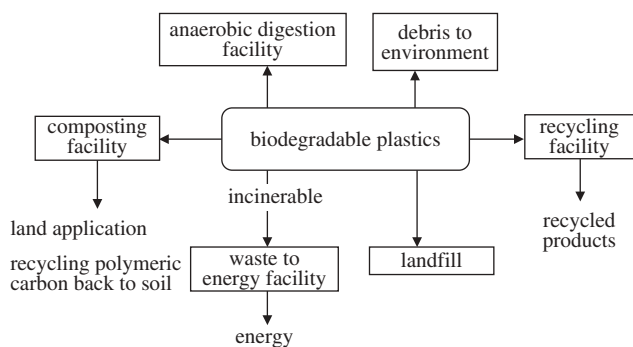 anaerobic digestion
facility
debris to
environment
composting
facility
biodegradable plastics
recycling
facility
incinerable
land application
recycling polymeric
carbon back to soil
waste to
energy facility
landfill
recycled
products
energy